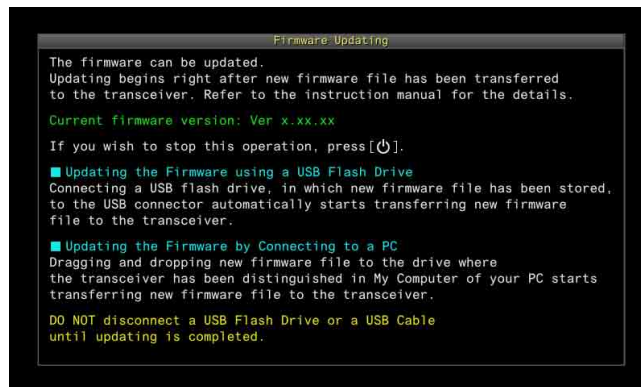 Firmware Updating
The firmware can be updated.
Updating begins right after new firmware file has been transferred
to the transceiver. Refer to the instruction manual for the details.
Current firmware version: Ver x.xx.xx
If you wish to stop this operation, press[⏻].
■ Updating the Firmware using a USB Flash Drive
Connecting a USB flash drive, in which new firmware file has been stored,
to the USB connector automatically starts transferring new firmware
file to the transceiver.
■ Updating the Firmware by Connecting to a PC
Dragging and dropping new firmware file to the drive where
the transceiver has been distinguished in My Computer of your PC starts
transferring new firmware file to the transceiver.
DO NOT disconnect a USB Flash Drive or a USB Cable
until updating is completed.